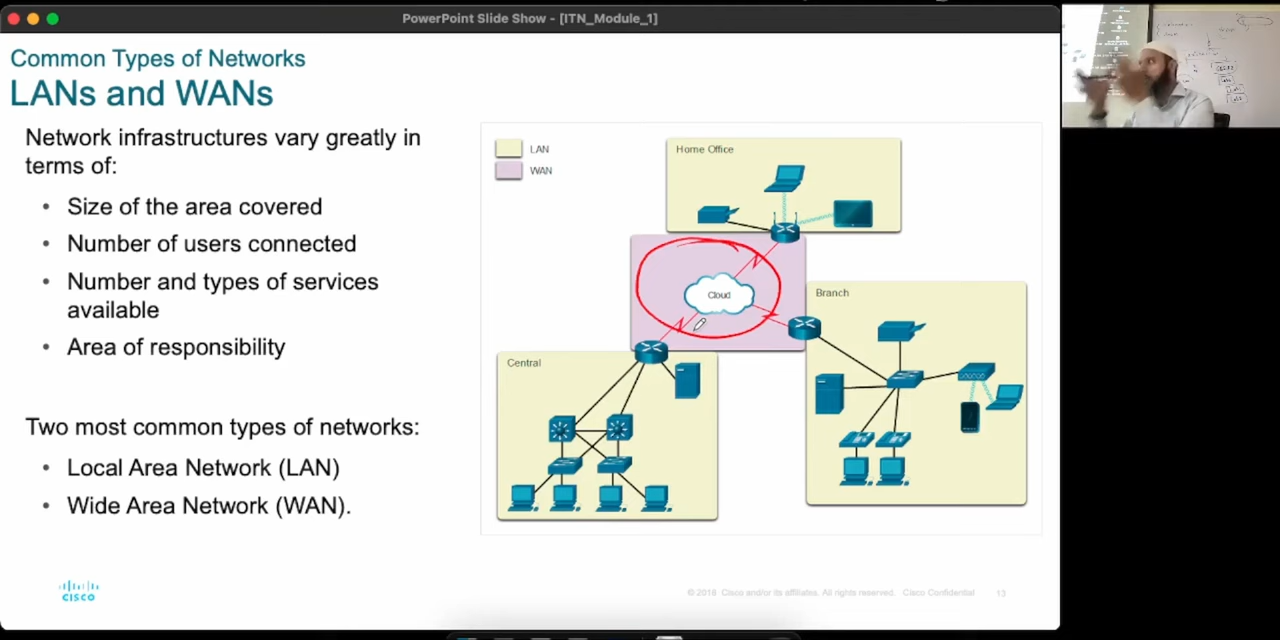 PowerPoint Slide Show - [ITN_Module_1]
Common Types of Networks
LANs and WANs
Network infrastructures vary greatly in
terms of:
• Size of the area covered
• Number of users connected
• Number and types of services
available
• Area of responsibility
Two most common types of networks:
• Local Area Network (LAN)
• Wide Area Network (WAN).
LAN
WAN
Home Office
Cloud
Branch
Central
CISCO
© 2016 Cisco and/or its affiliates. All rights reserved. Cisco Confidential
13